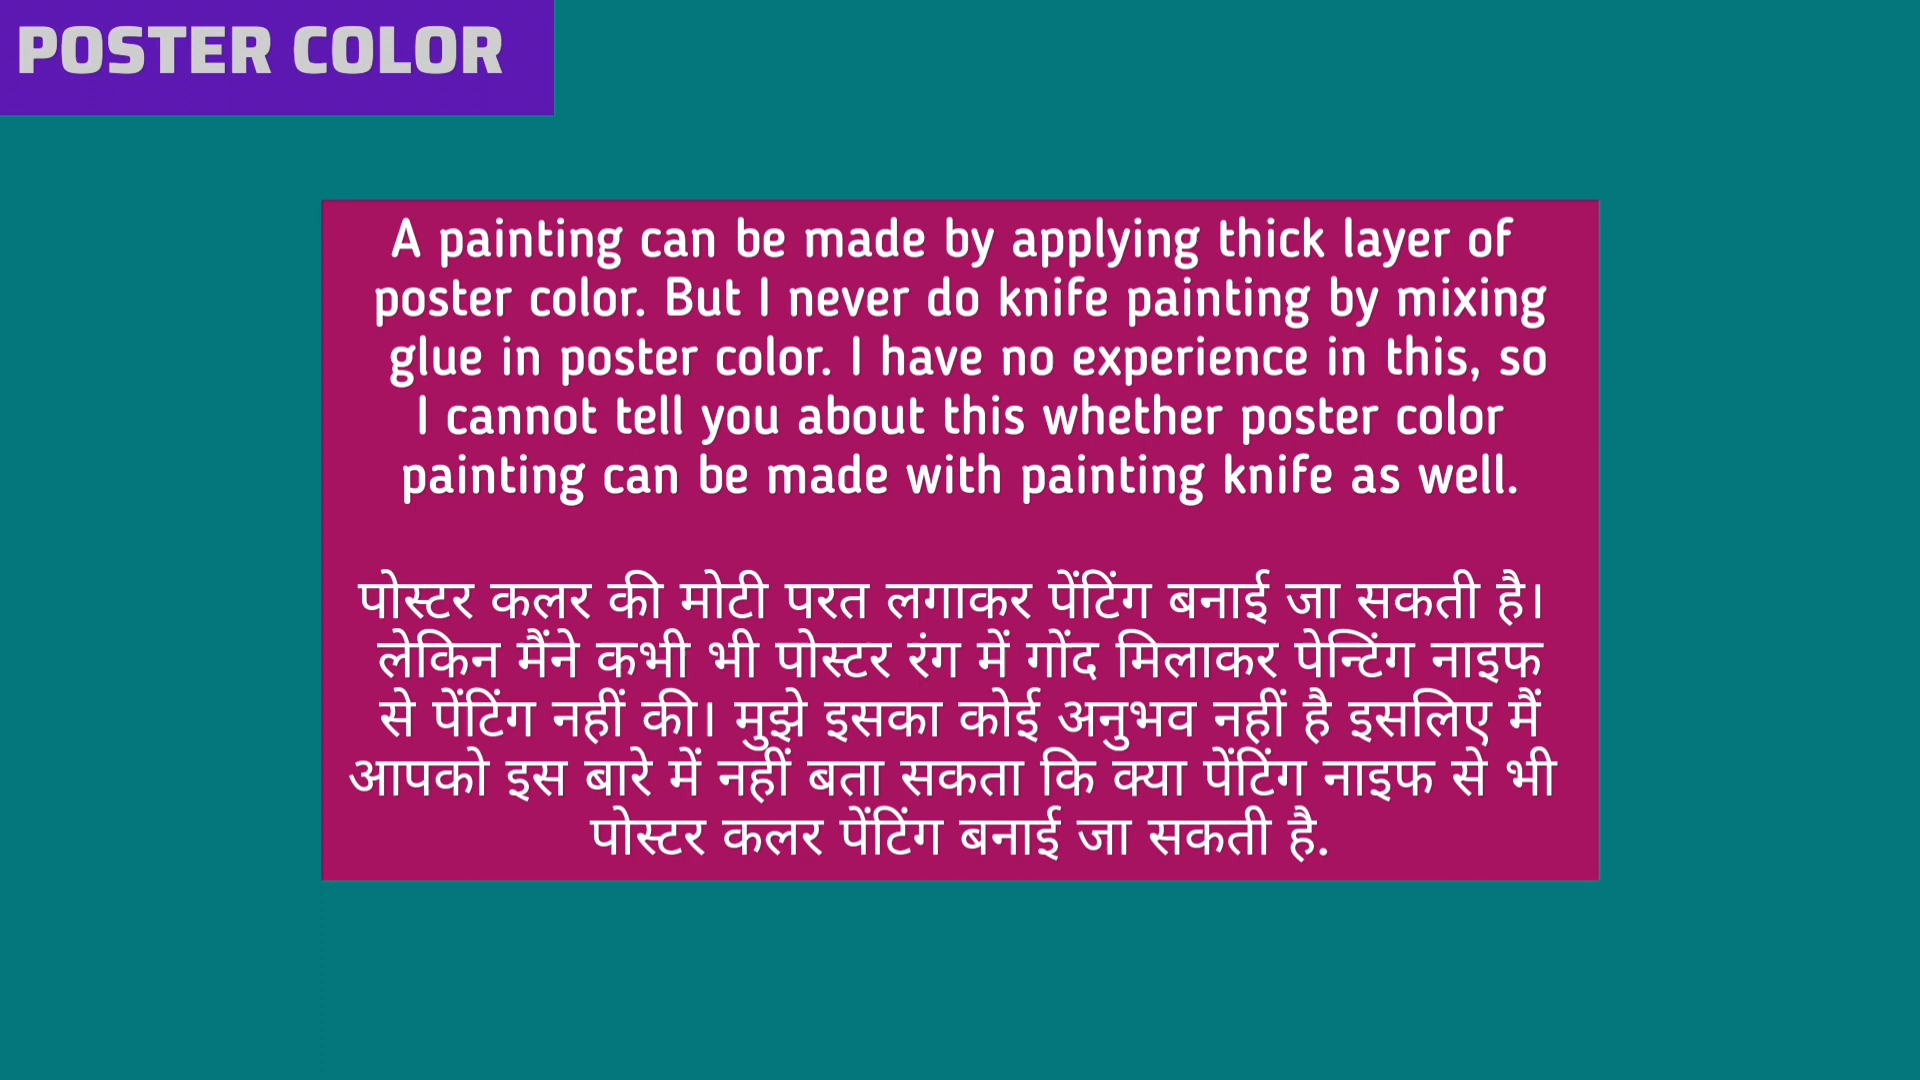 POSTER COLOR
A painting can be made by applying thick layer of
poster color. But I never do knife painting by mixing
glue in poster color. I have no experience in this, so
I cannot tell you about this whether poster color
painting can be made with painting knife as well.
पोस्टर कलर की मोटी परत लगाकर पेंटिंग बनाई जा सकती है।
लेकिन मैंने कभी भी पोस्टर रंग में गोंद मिलाकर पेन्टिंग नाइफ
से पेंटिंग नहीं की। मुझे इसका कोई अनुभव नहीं है इसलिए मैं
आपको इस बारे में नहीं बता सकता कि क्या पेंटिंग नाइफ से भी
पोस्टर कलर पेंटिंग बनाई जा सकती है.